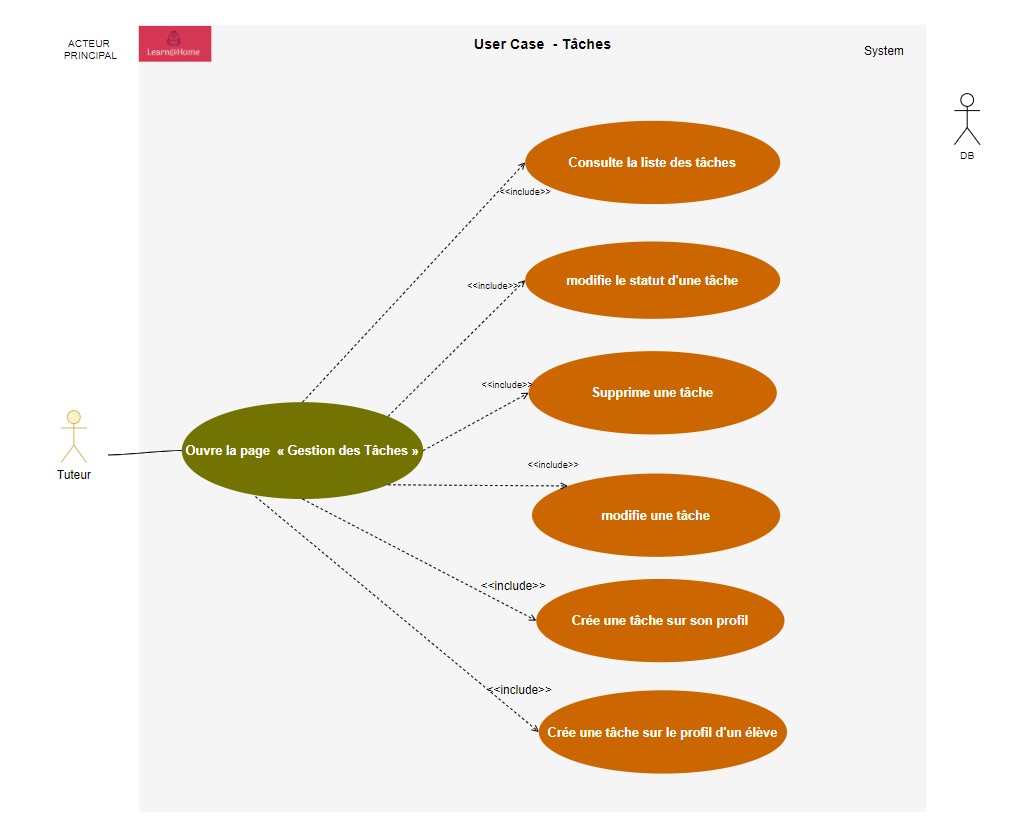 ACTEUR
PRINCIPAL
Learn@Home
User Case - Tâches
System
DB
Consulte la liste des tâches
<<include>>
modifie le statut d'une tâche
<<include>>
Supprime une tâche
<<include>>
Ouvre la page « Gestion des Tâches »
Tuteur
<<include>>
modifie une tâche
<<include>>
Crée une tâche sur son profil
<<include>>
Crée une tâche sur le profil d'un élève